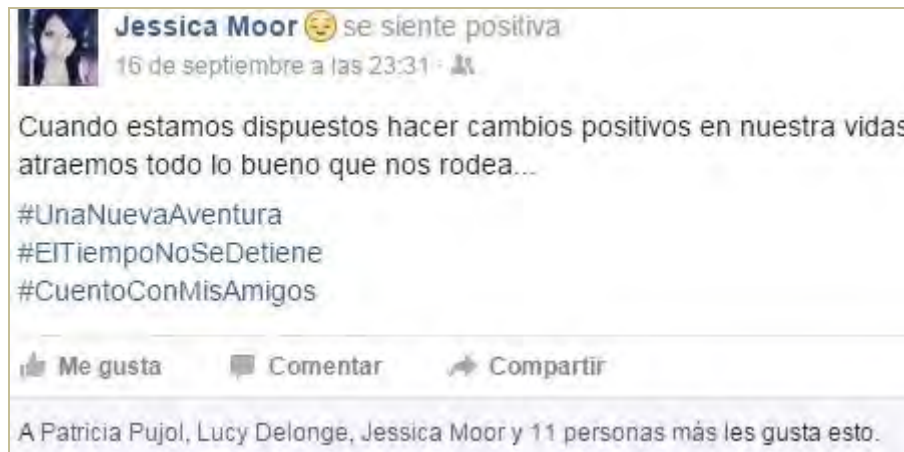 Jessica Moor se siente positiva
16 de septiembre a las 23:31 ·
Cuando estamos dispuestos hacer cambios positivos en nuestra vidas
atraemos todo lo bueno que nos rodea...
#UnaNuevaAventura
#ElTiempoNoSeDetiene
#CuentoConMisAmigos
Me gusta Comentar Compartir
A Patricia Pujol, Lucy Delonge, Jessica Moor y 11 personas más les gusta esto.